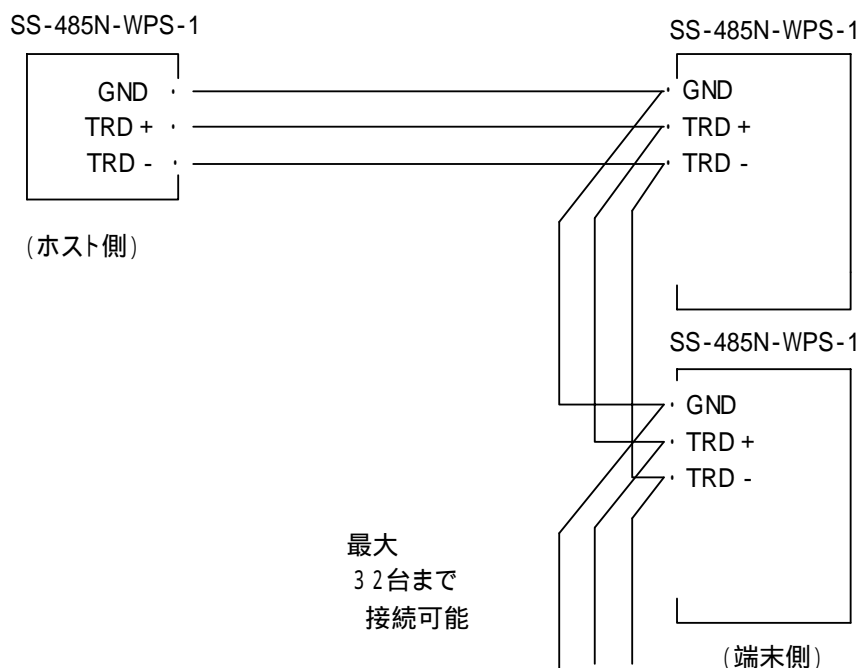 SS-485N-WPS-1
GND
TRD +
TRD -
(ホスト側)
SS-485N-WPS-1
GND
TRD +
TRD -
SS-485N-WPS-1
GND
TRD +
TRD -
最大
32台まで
接続可能
(端末側)